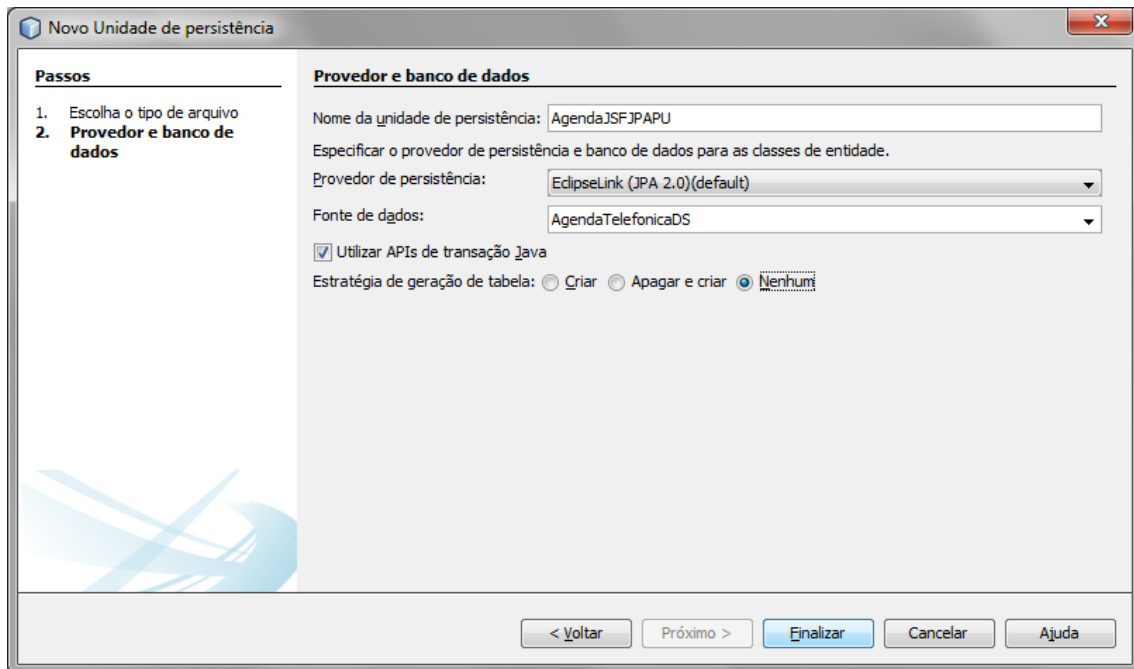 Novo Unidade de persistência
X
Passos
1. Escolha o tipo de arquivo
2. Provedor e banco de
dados
Provedor e banco de dados
Nome da unidade de persistência: AgendaJSFJPAPU
Especificar o provedor de persistência e banco de dados para as classes de entidade.
Provedor de persistência: EclipseLink (JPA 2.0)(default)
Fonte de dados: AgendaTelefonicaDS
Utilizar APIs de transação Java
Estratégia de geração de tabela: Criar Apagar e criar Nenhum
< Voltar Próximo > Finalizar Cancelar Ajuda